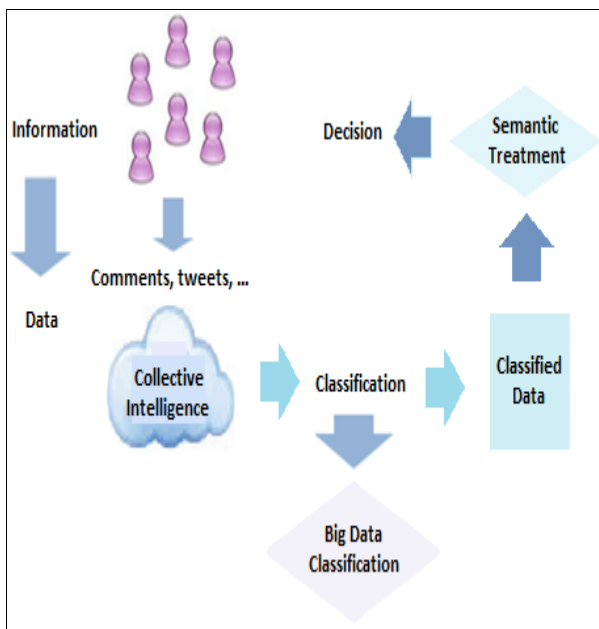 Information
Decision
Semantic
Treatment
Comments, tweets, ...
Data
Collective
Intelligence
Classification
Classified
Data
Big Data
Classification